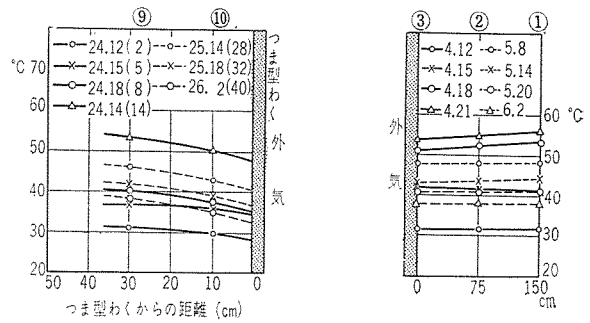 ⑨ ⑩
24.12( 2 ) 25.14(28)
24.15( 5 ) 25.18(32)
24.18( 8 ) 26. 2(40)
24.14(14)
℃ 70
60
50
40
30
20
50 40 30 20 10 0
つま型わくからの距離 (cm)
つま型わく
外気
③ ② ①
4.12 5.8
4.15 5.14
4.18 5.20
4.21 6.2
外気
60 ℃
50
40
30
20
0 75 150
cm